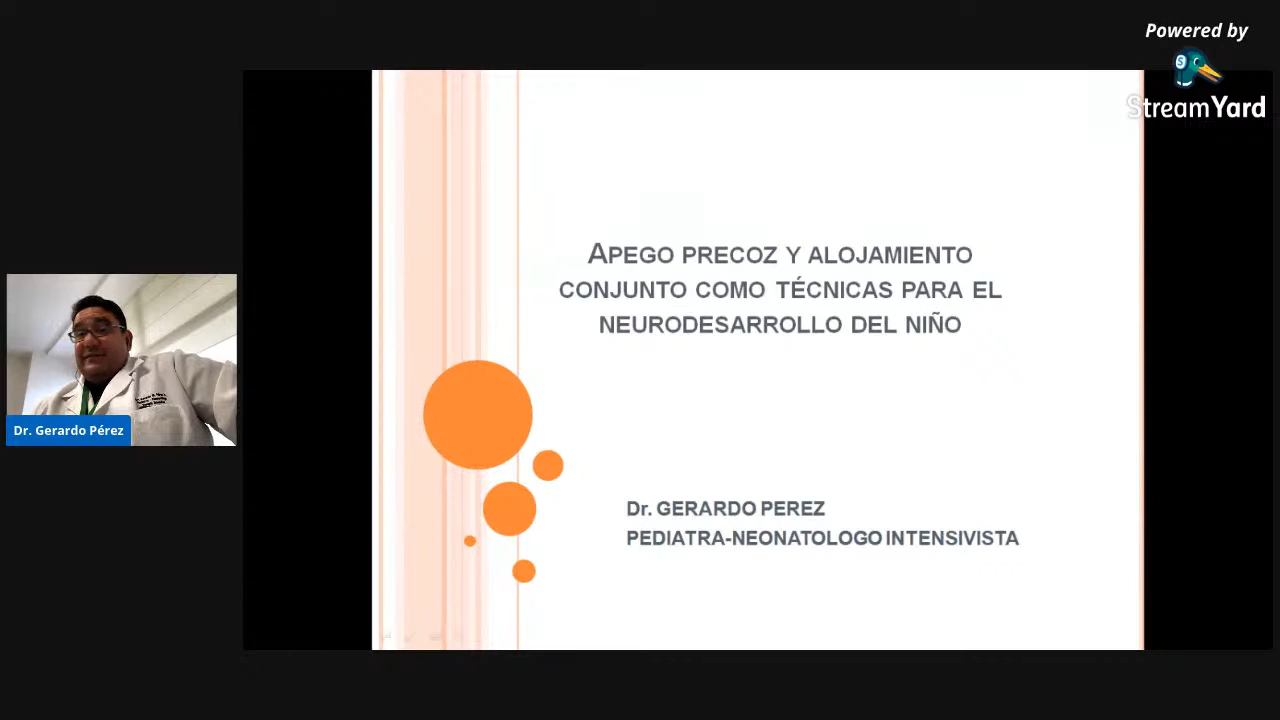 Powered by
StreamYard
APEGO PRECOZ Y ALOJAMIENTO
CONJUNTO COMO TÉCNICAS PARA EL
NEURODESARROLLO DEL NIÑO
Dr. Gerardo Pérez
Dr. GERARDO PEREZ
PEDIATRA-NEONATOLOGO INTENSIVISTA